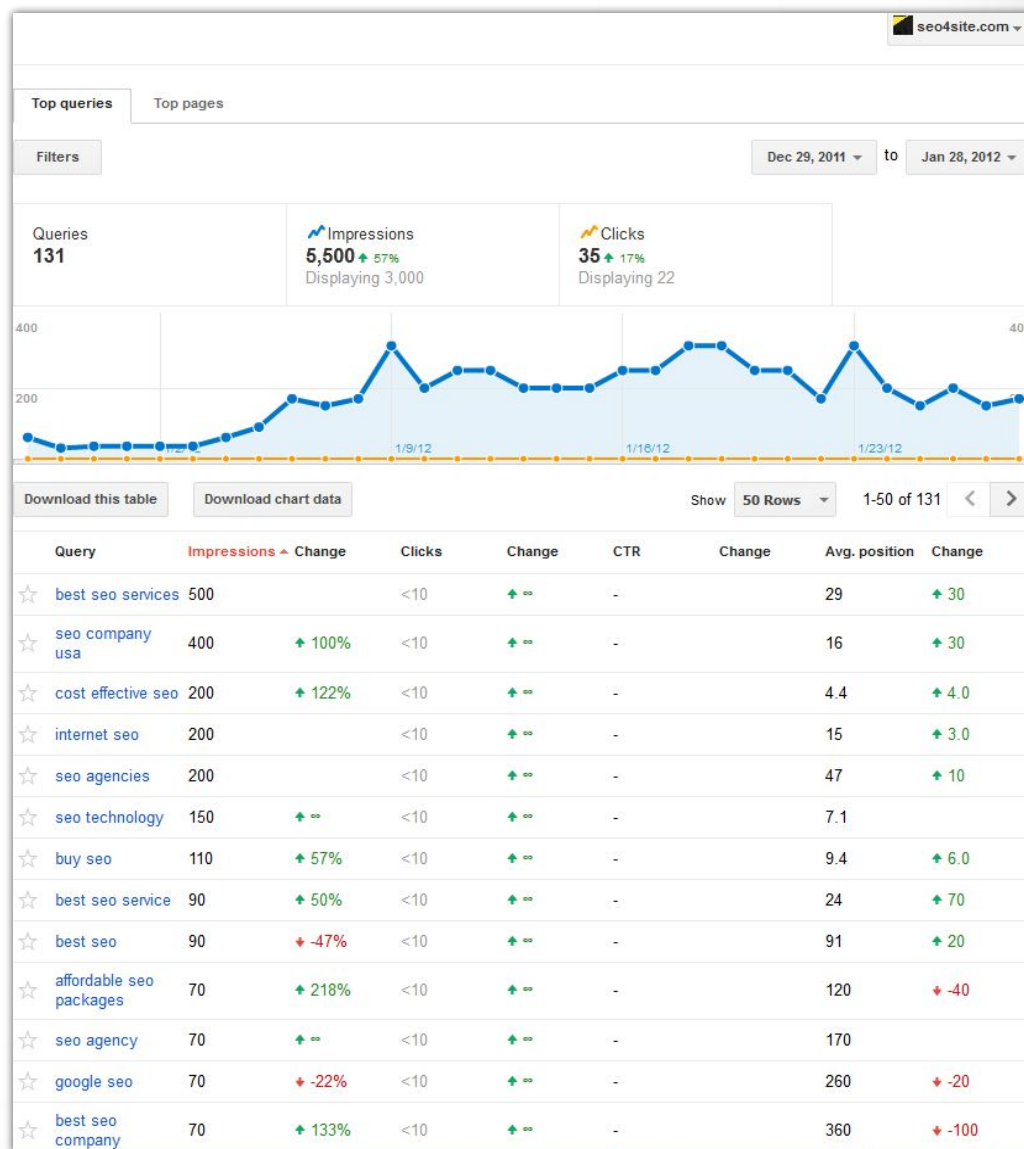 seo4site.com
Top queries Top pages
Filters Dec 29, 2011 to Jan 28, 2012
Queries Impressions Clicks
131 5,500 57% 35 17%
Displaying 3,000 Displaying 22
400 40
200
1/9/12 1/16/12 1/23/12
Download this table Download chart data Show 50 Rows 1-50 of 131
Query Impressions Change Clicks Change CTR Change Avg. position Change
best seo services 500 <10 ∞ - 29 30
seo company
usa 400 100% <10 ∞ - 16 30
cost effective seo 200 122% <10 ∞ - 4.4 4.0
internet seo 200 <10 ∞ - 15 3.0
seo agencies 200 <10 ∞ - 47 10
seo technology 150 ∞ <10 ∞ - 7.1
buy seo 110 57% <10 ∞ - 9.4 6.0
best seo service 90 50% <10 ∞ - 24 70
best seo 90 -47% <10 ∞ - 91 20
affordable seo
packages 70 218% <10 ∞ - 120 -40
seo agency 70 ∞ <10 ∞ - 170
google seo 70 -22% <10 ∞ - 260 -20
best seo
company 70 133% <10 ∞ - 360 -100